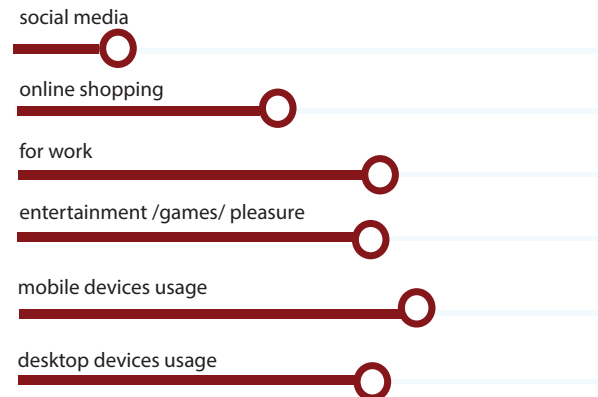 social media
online shopping
for work
entertainment /games/ pleasure
mobile devices usage
desktop devices usage